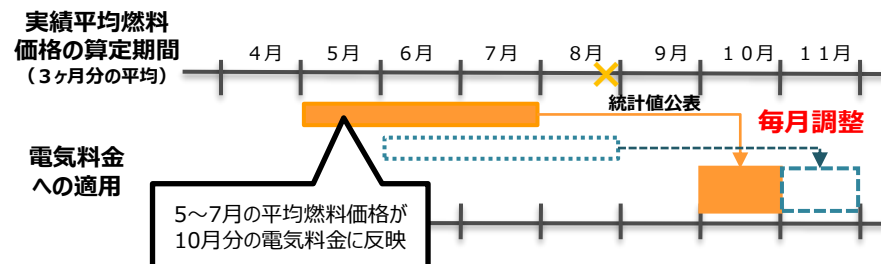 実績平均燃料
価格の算定期間
（３ヶ月分の平均）
４月 ５月 ６月 ７月 ８月 ９月 １０月 １１月
統計値公表
毎月調整
電気料金
への適用
5～7月の平均燃料価格が
10月分の電気料金に反映